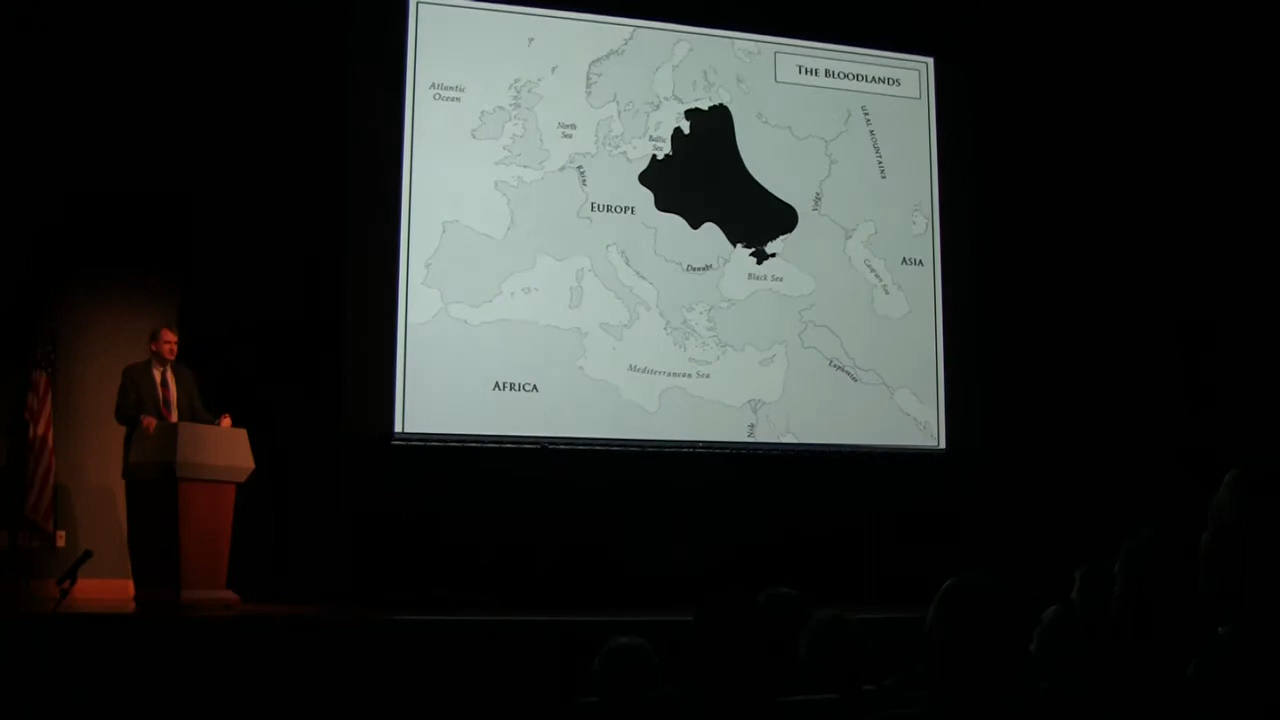 THE BLOODLANDS
Atlantic
Ocean
North
Sea
Baltic
Sea
URAL MOUNTAINS
Rhine
Volga
EUROPE
ASIA
Danube
Black Sea
Caspian Sea
Mediterranean Sea
Euphrates
AFRICA
Nile